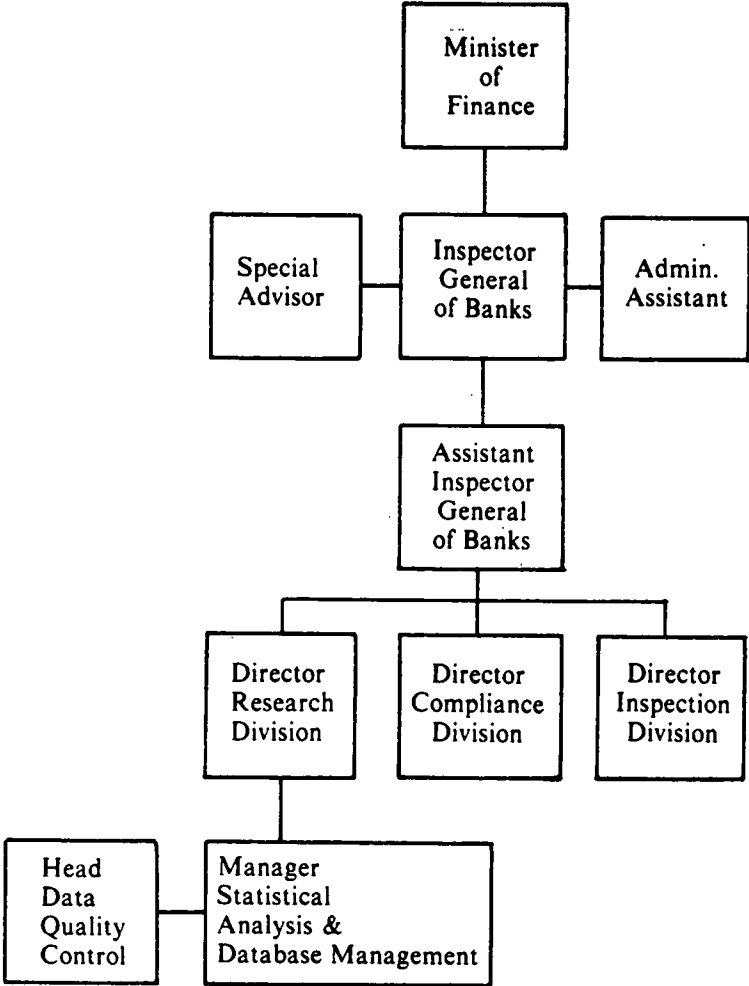 Minister
of
Finance
Special
Advisor
Inspector
General
of Banks
Admin.
Assistant
Assistant
Inspector
General
of Banks
Director
Research
Division
Director
Compliance
Division
Director
Inspection
Division
Head
Data
Quality
Control
Manager
Statistical
Analysis &
Database Management